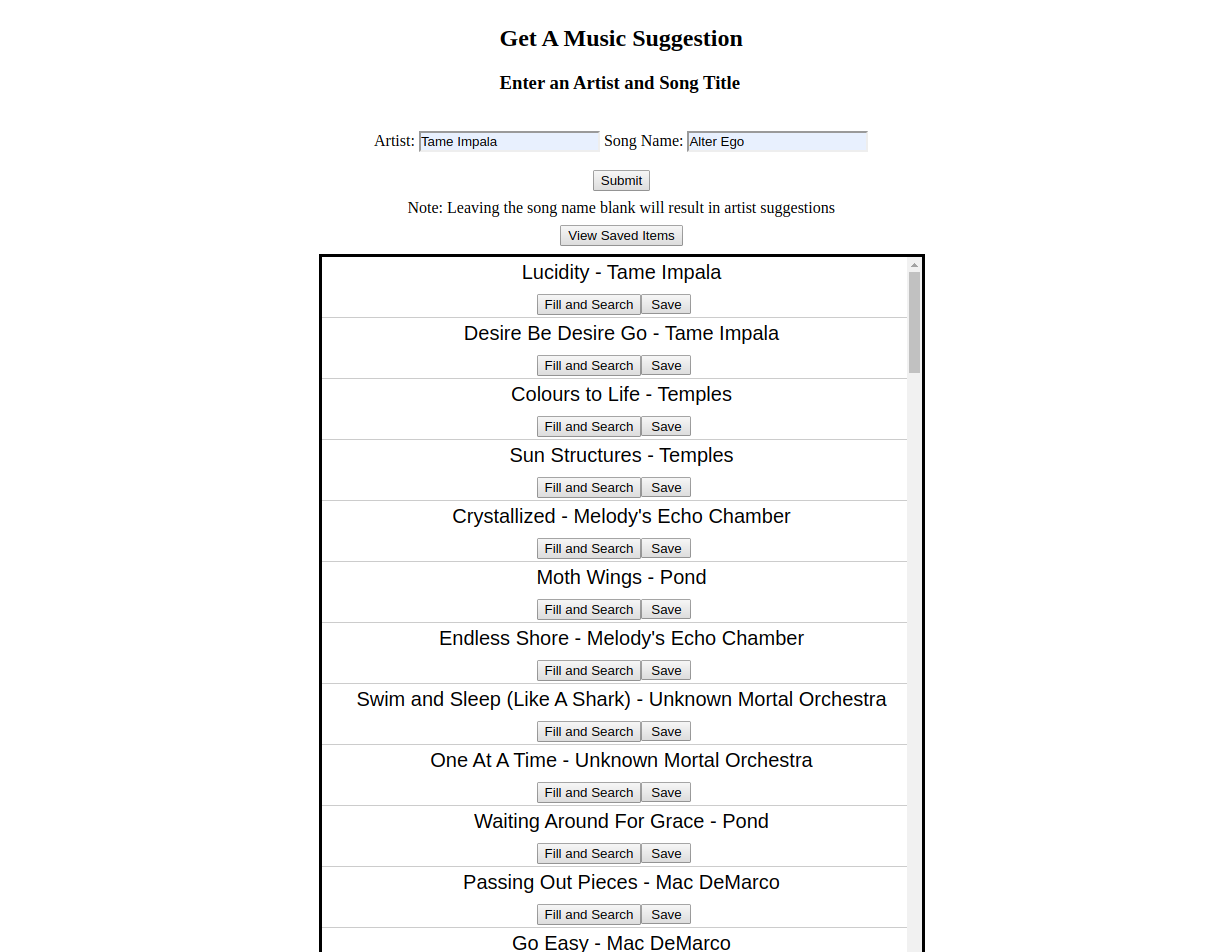 Get A Music Suggestion
Enter an Artist and Song Title
Artist: Tame Impala Song Name: Alter Ego
Submit
Note: Leaving the song name blank will result in artist suggestions
View Saved Items
Lucidity - Tame Impala
Fill and Search Save
Desire Be Desire Go - Tame Impala
Fill and Search Save
Colours to Life - Temples
Fill and Search Save
Sun Structures - Temples
Fill and Search Save
Crystallized - Melody's Echo Chamber
Fill and Search Save
Moth Wings - Pond
Fill and Search Save
Endless Shore - Melody's Echo Chamber
Fill and Search Save
Swim and Sleep (Like A Shark) - Unknown Mortal Orchestra
Fill and Search Save
One At A Time - Unknown Mortal Orchestra
Fill and Search Save
Waiting Around For Grace - Pond
Fill and Search Save
Passing Out Pieces - Mac DeMarco
Fill and Search Save
Go Easy - Mac DeMarco